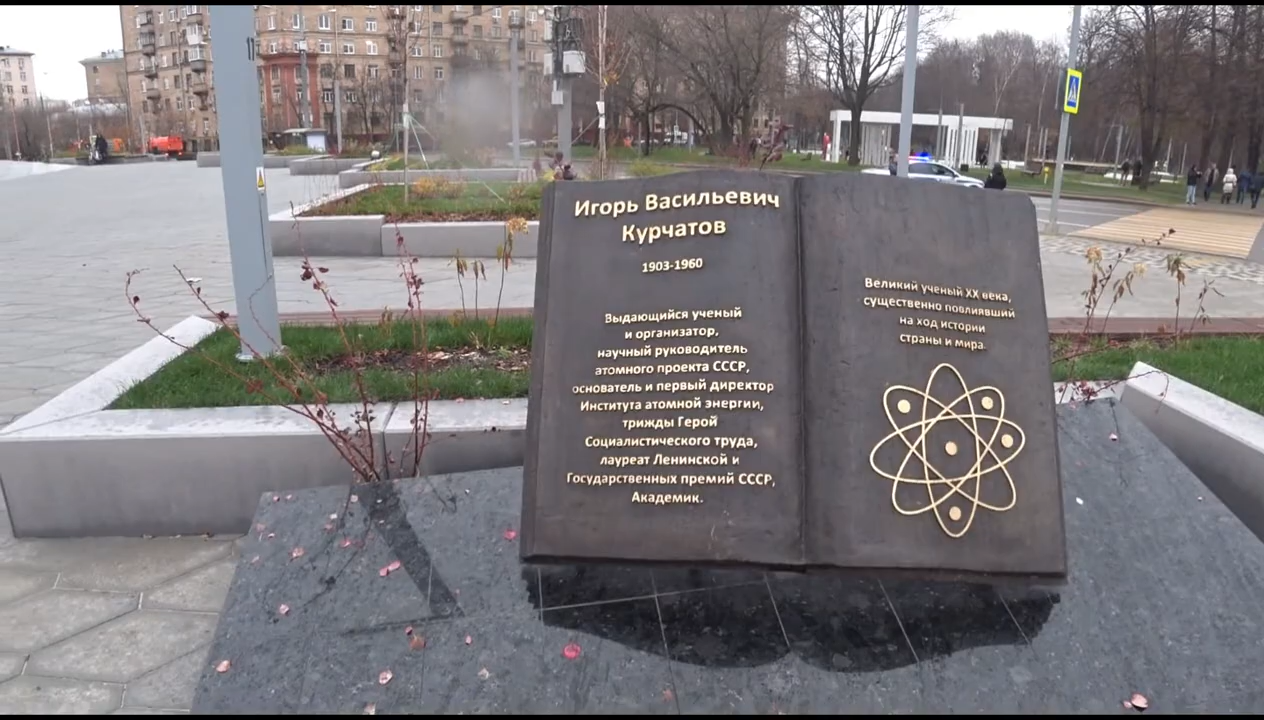 Игорь Васильевич
Курчатов
1903-1960
Выдающийся ученый
и организатор,
научный руководитель
атомного проекта СССР,
основатель и первый директор
Института атомной энергии,
трижды Герой
Социалистического труда,
лауреат Ленинской и
Государственных премий СССР,
Академик.
Великий ученый XX века,
существенно повлиявший
на ход истории
страны и мира.